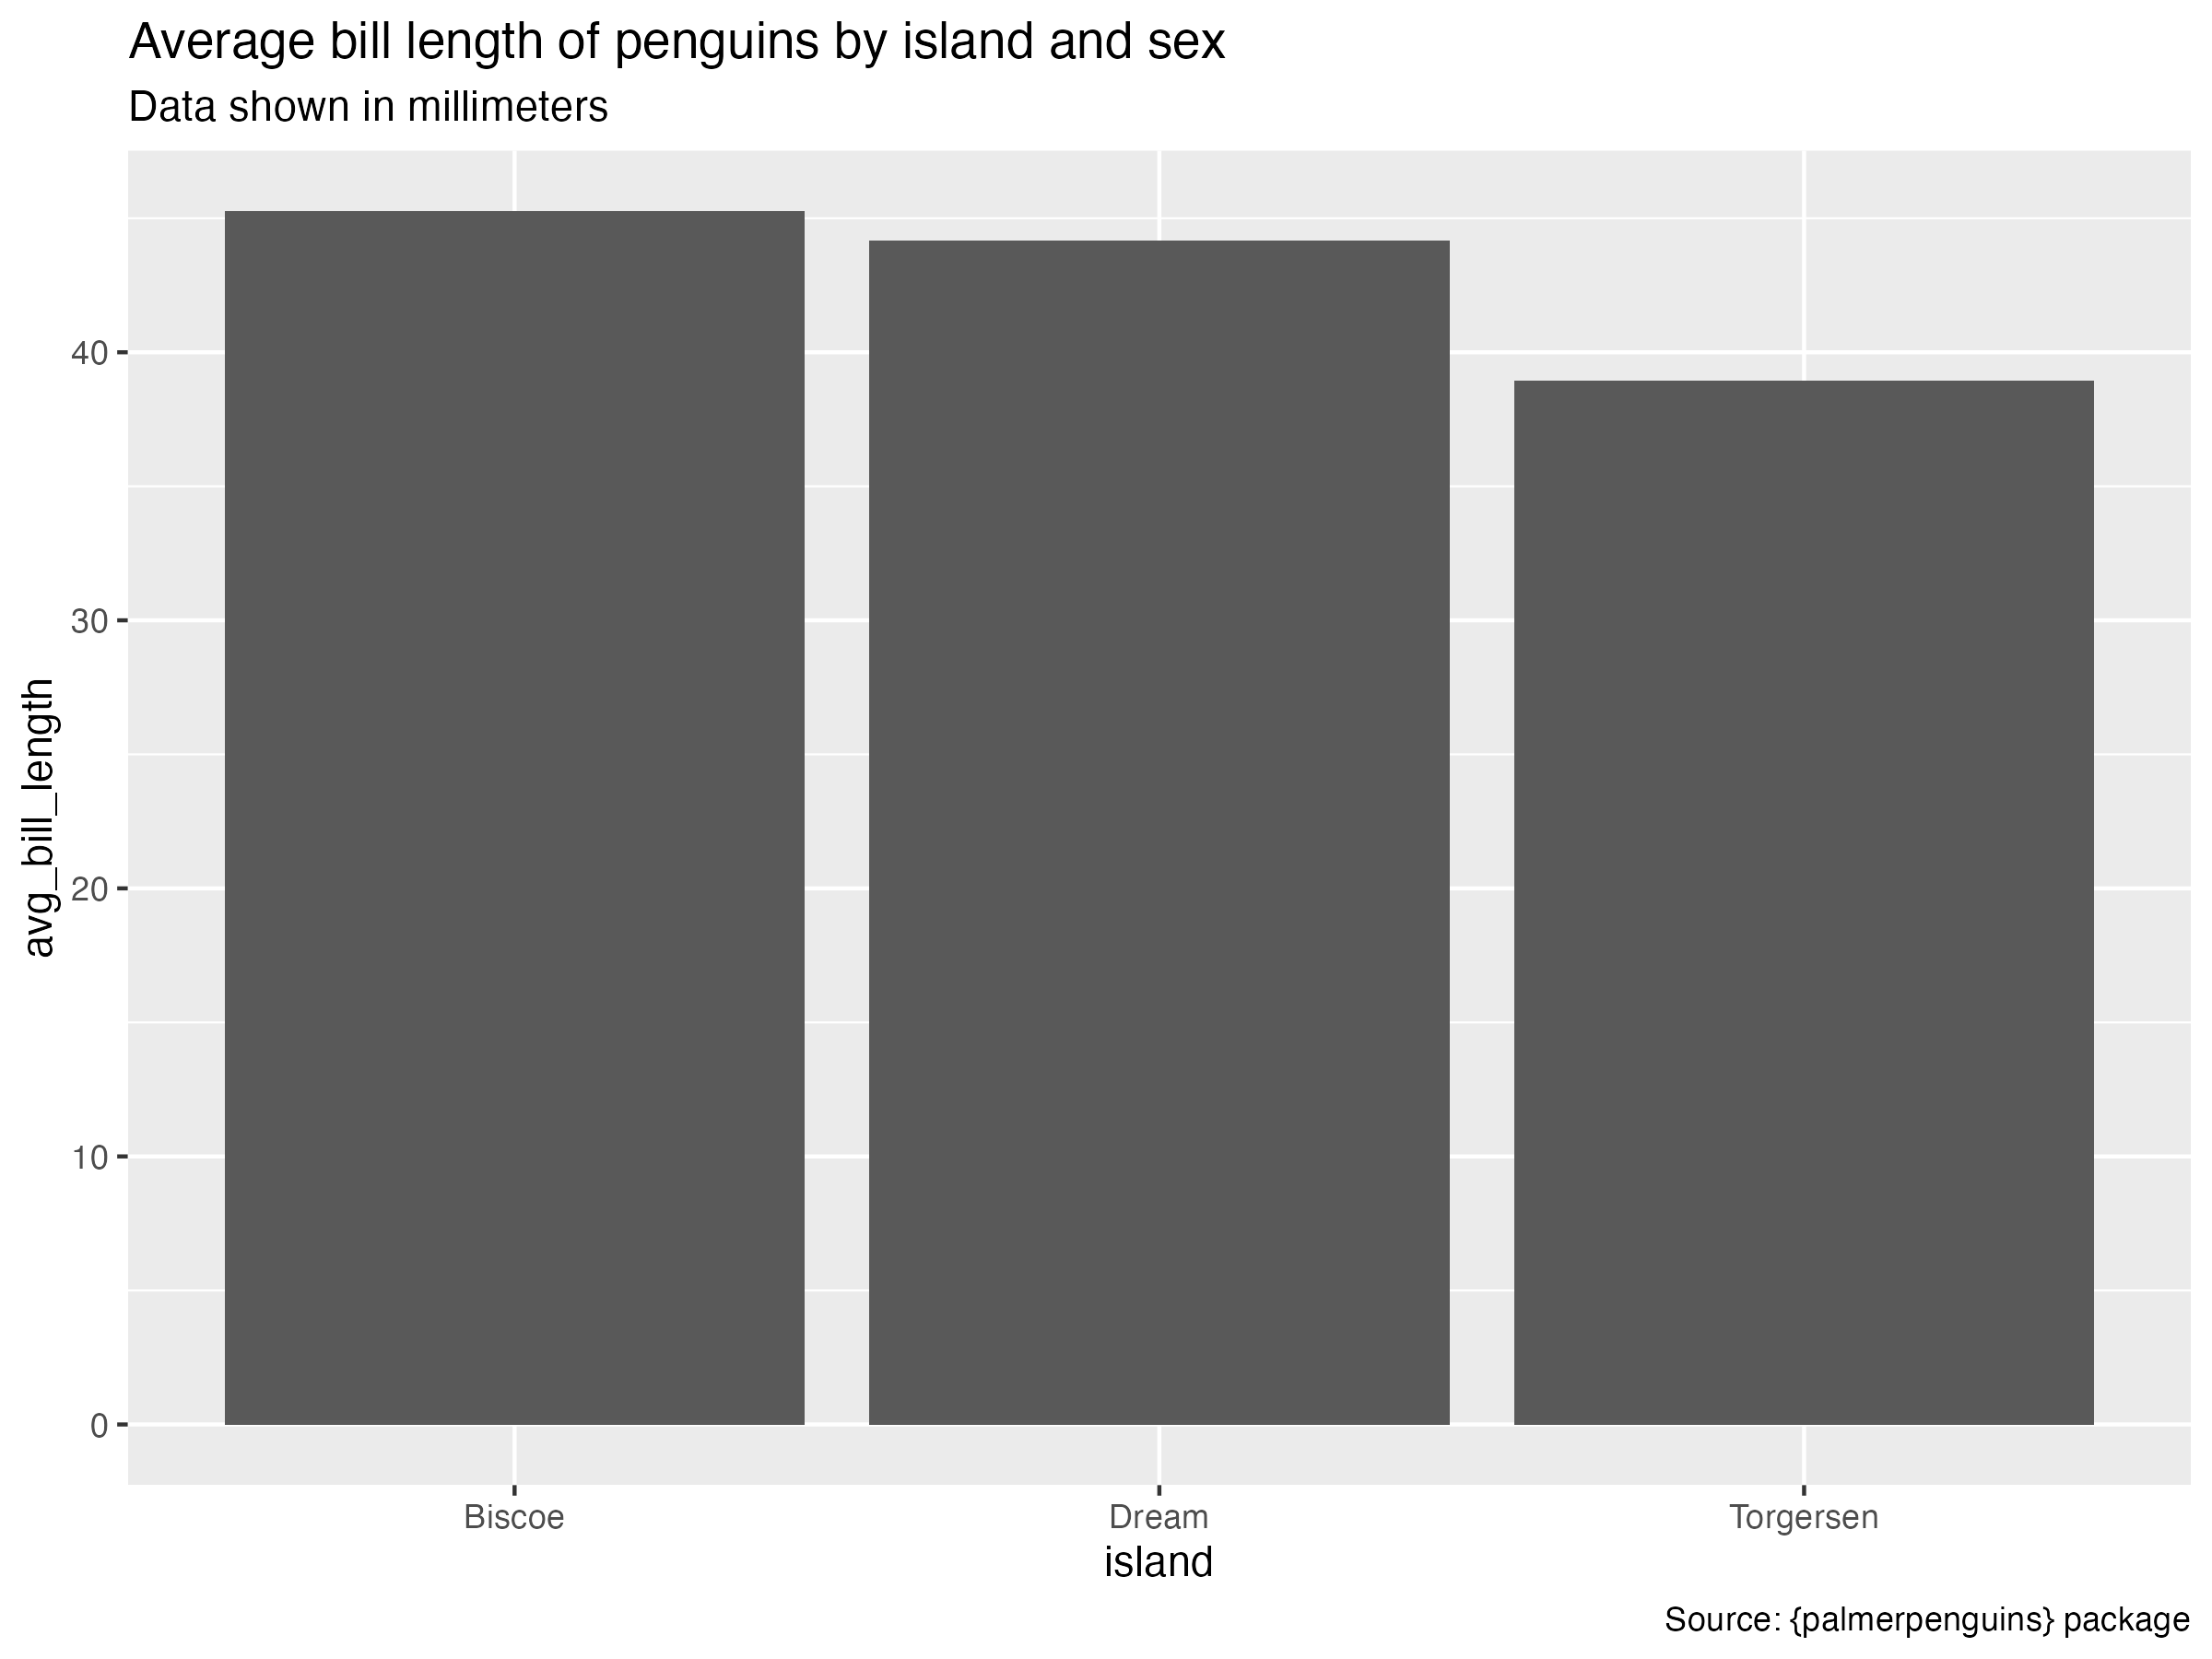 Average bill length of penguins by island and sex
Data shown in millimeters
avg_bill_length
40
30
20
10
0
Biscoe Dream Torgersen
island
Source: {palmerpenguins} package